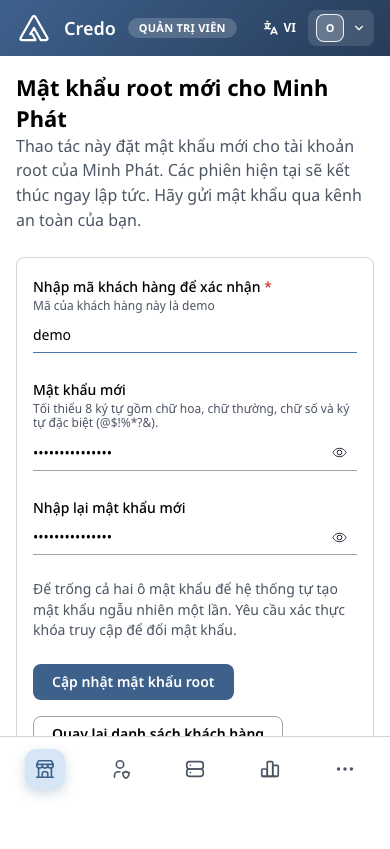 Credo
QUẢN TRỊ VIÊN
VI
O
Mật khẩu root mới cho Minh
Phát
Thao tác này đặt mật khẩu mới cho tài khoản
root của Minh Phát. Các phiên hiện tại sẽ kết
thúc ngay lập tức. Hãy gửi mật khẩu qua kênh
an toàn của bạn.
Nhập mã khách hàng để xác nhận *
Mã của khách hàng này là demo
demo
Mật khẩu mới
Tối thiểu 8 ký tự gồm chữ hoa, chữ thường, chữ số và ký
tự đặc biệt (@$!%*?&).
•••••••••••••••
Nhập lại mật khẩu mới
•••••••••••••••
Để trống cả hai ô mật khẩu để hệ thống tự tạo
mật khẩu ngẫu nhiên một lần. Yêu cầu xác thực
khóa truy cập để đổi mật khẩu.
Cập nhật mật khẩu root
Quay lại danh sách khách hàng